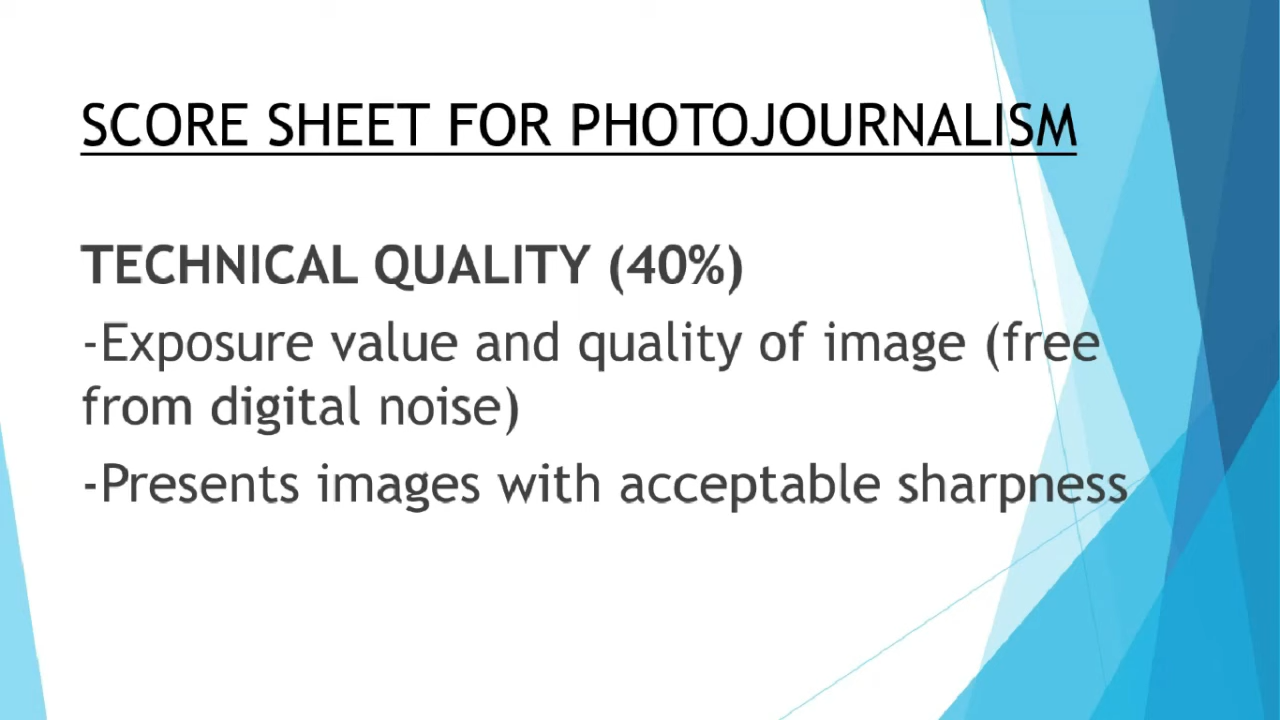 SCORE SHEET FOR PHOTOJOURNALISM
TECHNICAL QUALITY (40%)
-Exposure value and quality of image (free
from digital noise)
-Presents images with acceptable sharpness